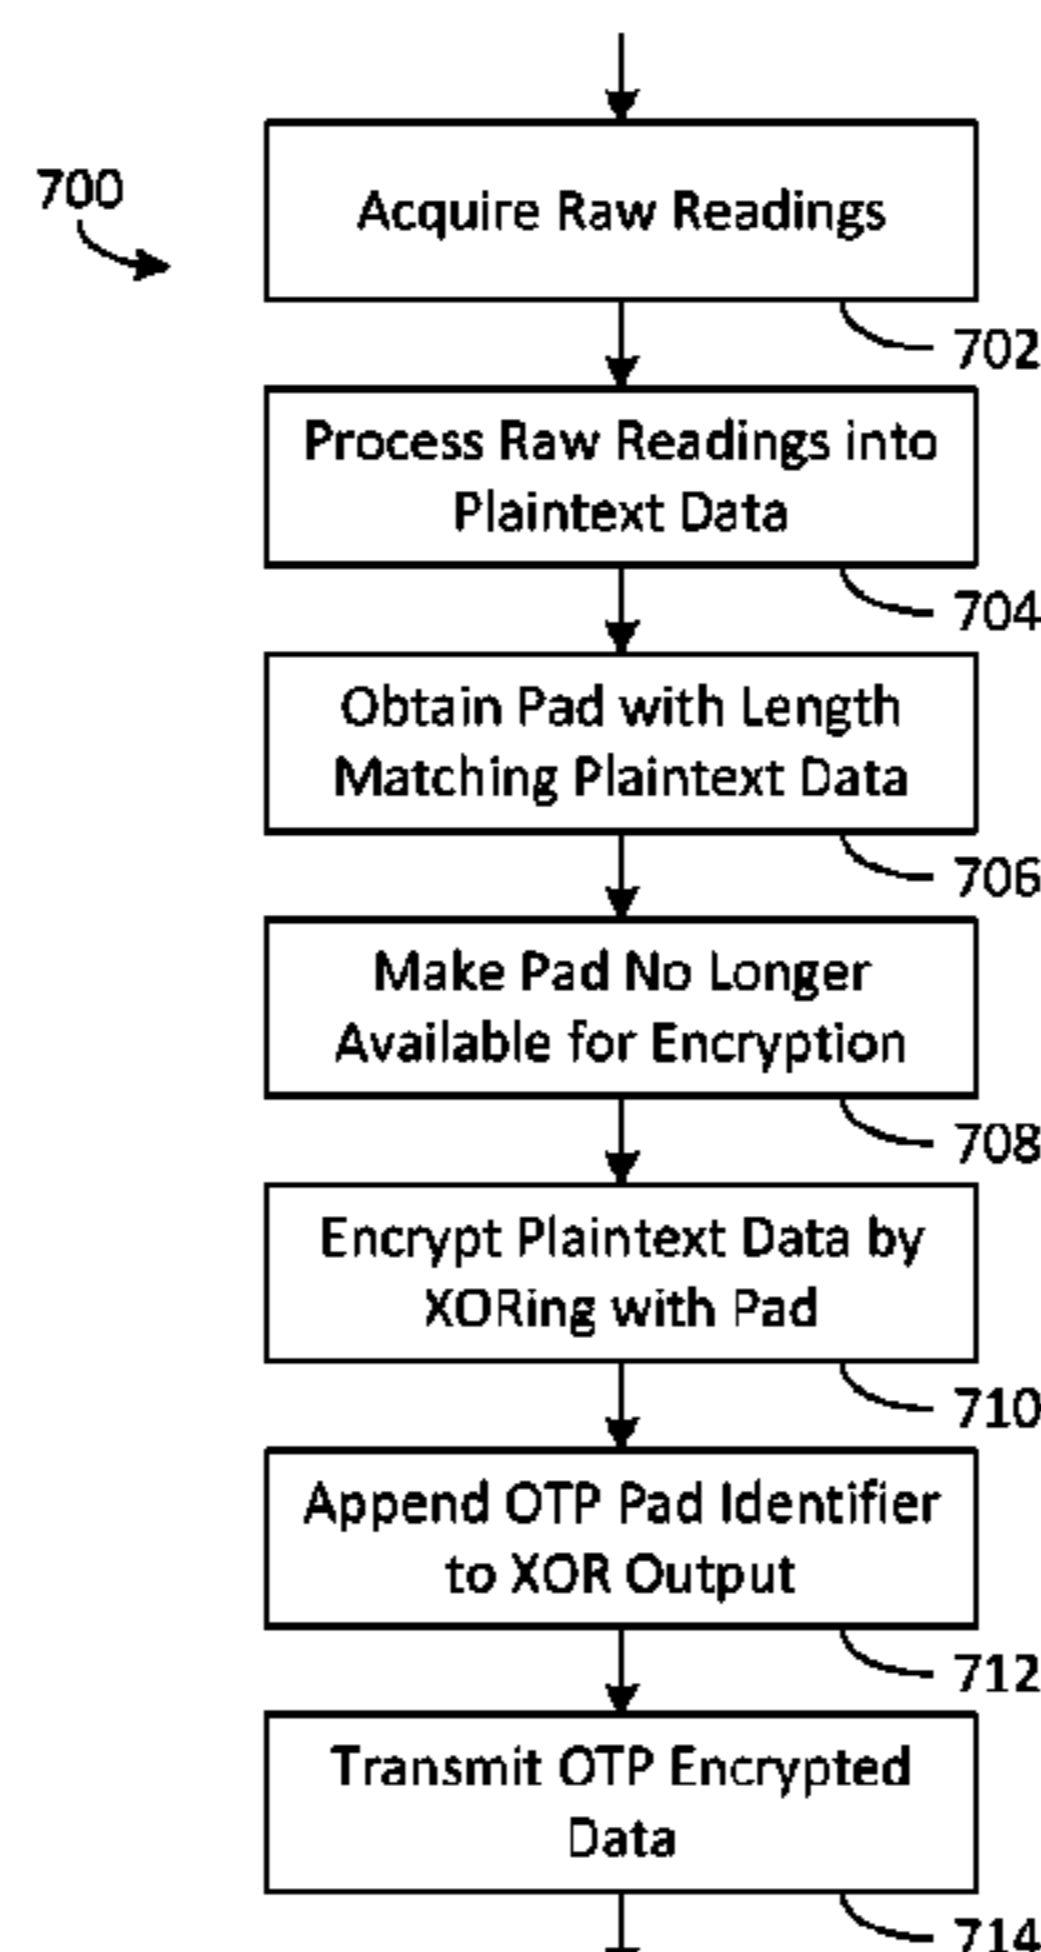 700
Acquire Raw Readings
702
Process Raw Readings into
Plaintext Data
704
Obtain Pad with Length
Matching Plaintext Data
706
Make Pad No Longer
Available for Encryption
708
Encrypt Plaintext Data by
XORing with Pad
710
Append OTP Pad Identifier
to XOR Output
712
Transmit OTP Encrypted
Data
714